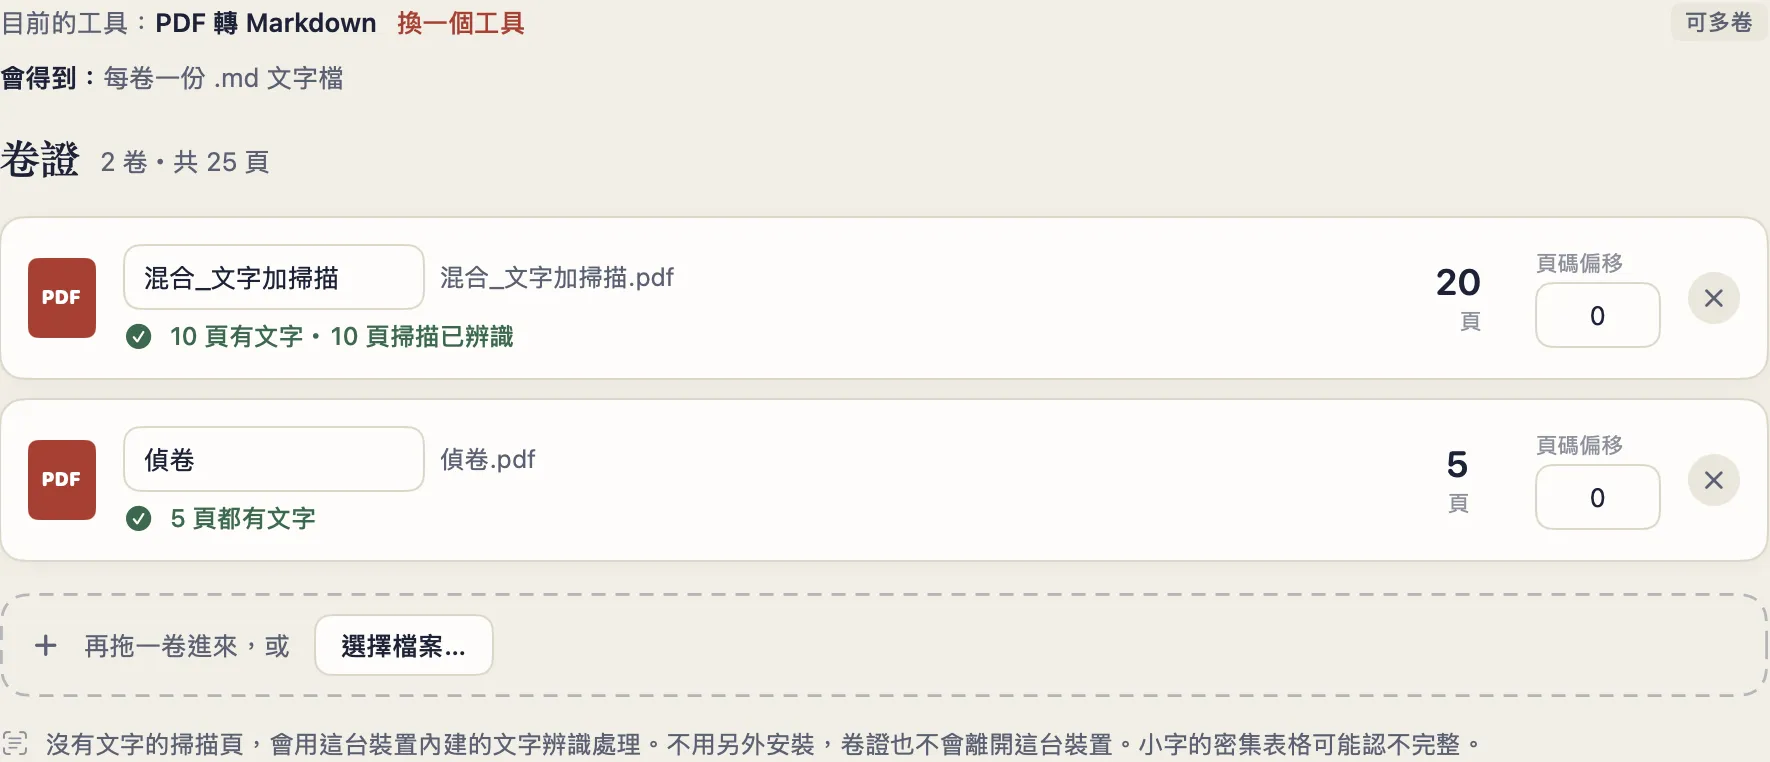 目前的工具：PDF 轉 Markdown 換一個工具 可多卷
會得到：每卷一份 .md 文字檔
卷證 2 卷・共 25 頁
PDF 混合_文字加掃描 混合_文字加掃描.pdf
10 頁有文字・10 頁掃描已辨識
20 頁
頁碼偏移
0
PDF 偵卷 偵卷.pdf
5 頁都有文字
5 頁
頁碼偏移
0
再拖一卷進來，或 選擇檔案...
沒有文字的掃描頁，會用這台裝置內建的文字辨識處理。不用另外安裝，卷證也不會離開這台裝置。小字的密集表格可能認不完整。